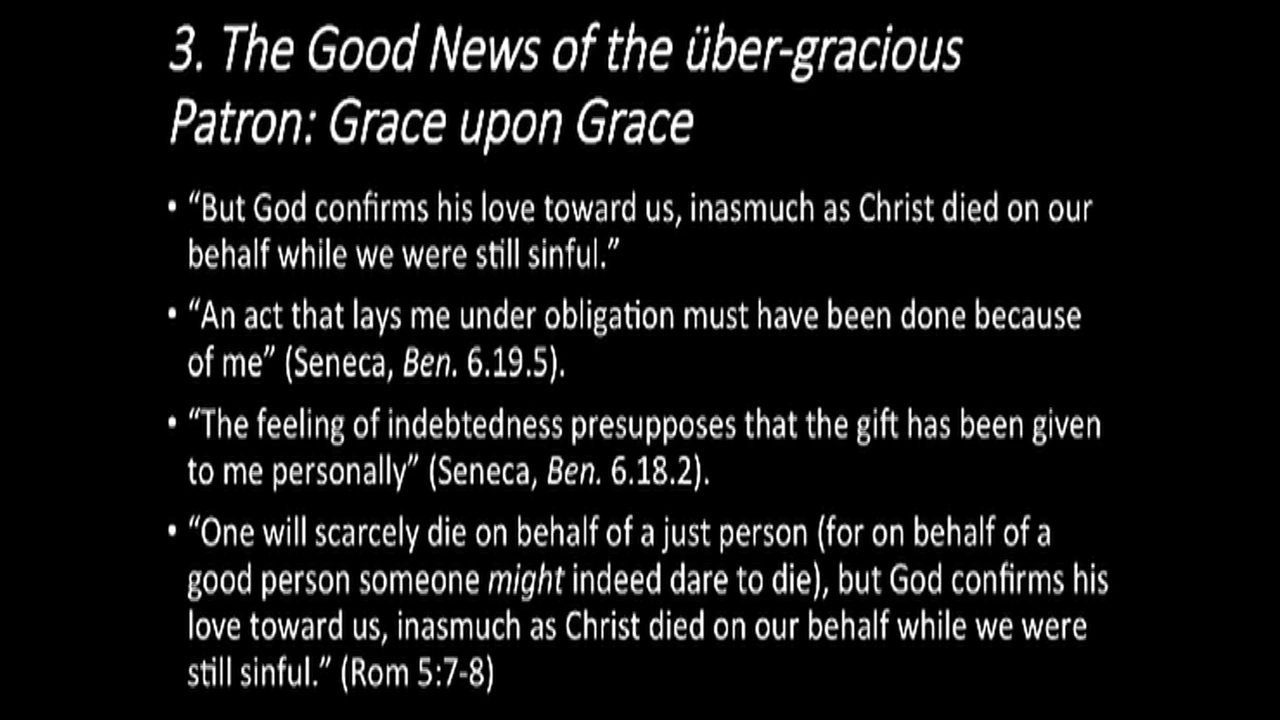 3. The Good News of the über-gracious
Patron: Grace upon Grace
• “But God confirms his love toward us, inasmuch as Christ died on our
behalf while we were still sinful.”
• “An act that lays me under obligation must have been done because
of me” (Seneca, Ben. 6.19.5).
• “The feeling of indebtedness presupposes that the gift has been given
to me personally” (Seneca, Ben. 6.18.2).
• “One will scarcely die on behalf of a just person (for on behalf of a
good person someone might indeed dare to die), but God confirms his
love toward us, inasmuch as Christ died on our behalf while we were
still sinful.” (Rom 5:7-8)